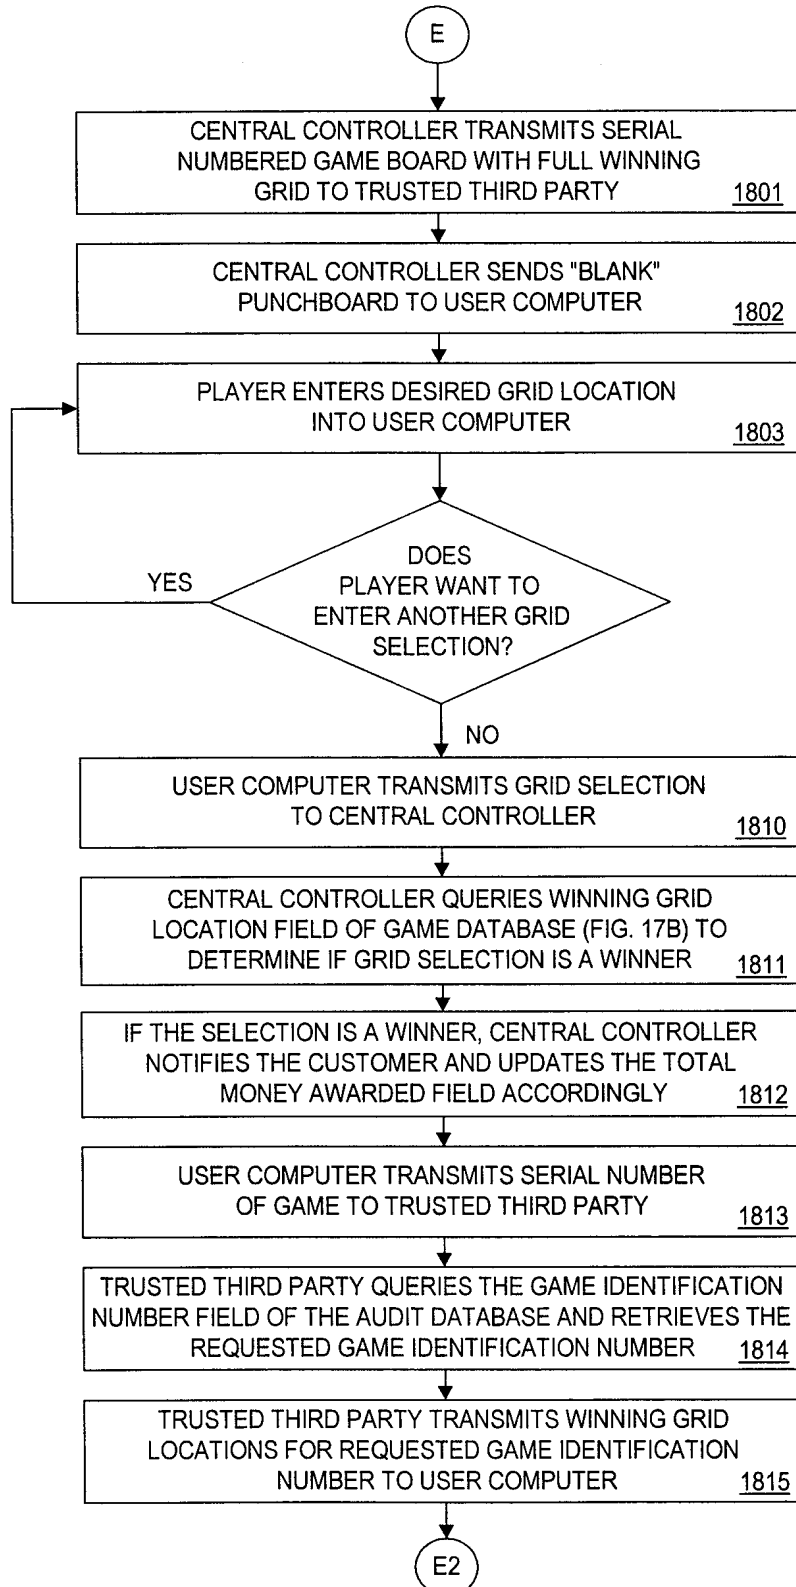 E
CENTRAL CONTROLLER TRANSMITS SERIAL
NUMBERED GAME BOARD WITH FULL WINNING
GRID TO TRUSTED THIRD PARTY
1801
CENTRAL CONTROLLER SENDS "BLANK"
PUNCHBOARD TO USER COMPUTER
1802
PLAYER ENTERS DESIRED GRID LOCATION
INTO USER COMPUTER
1803
DOES
PLAYER WANT TO
ENTER ANOTHER GRID
SELECTION?
YES
NO
USER COMPUTER TRANSMITS GRID SELECTION
TO CENTRAL CONTROLLER
1810
CENTRAL CONTROLLER QUERIES WINNING GRID
LOCATION FIELD OF GAME DATABASE (FIG. 17B) TO
DETERMINE IF GRID SELECTION IS A WINNER
1811
IF THE SELECTION IS A WINNER, CENTRAL CONTROLLER
NOTIFIES THE CUSTOMER AND UPDATES THE TOTAL
MONEY AWARDED FIELD ACCORDINGLY
1812
USER COMPUTER TRANSMITS SERIAL NUMBER
OF GAME TO TRUSTED THIRD PARTY
1813
TRUSTED THIRD PARTY QUERIES THE GAME IDENTIFICATION
NUMBER FIELD OF THE AUDIT DATABASE AND RETRIEVES THE
REQUESTED GAME IDENTIFICATION NUMBER
1814
TRUSTED THIRD PARTY TRANSMITS WINNING GRID
LOCATIONS FOR REQUESTED GAME IDENTIFICATION
NUMBER TO USER COMPUTER
1815
E2